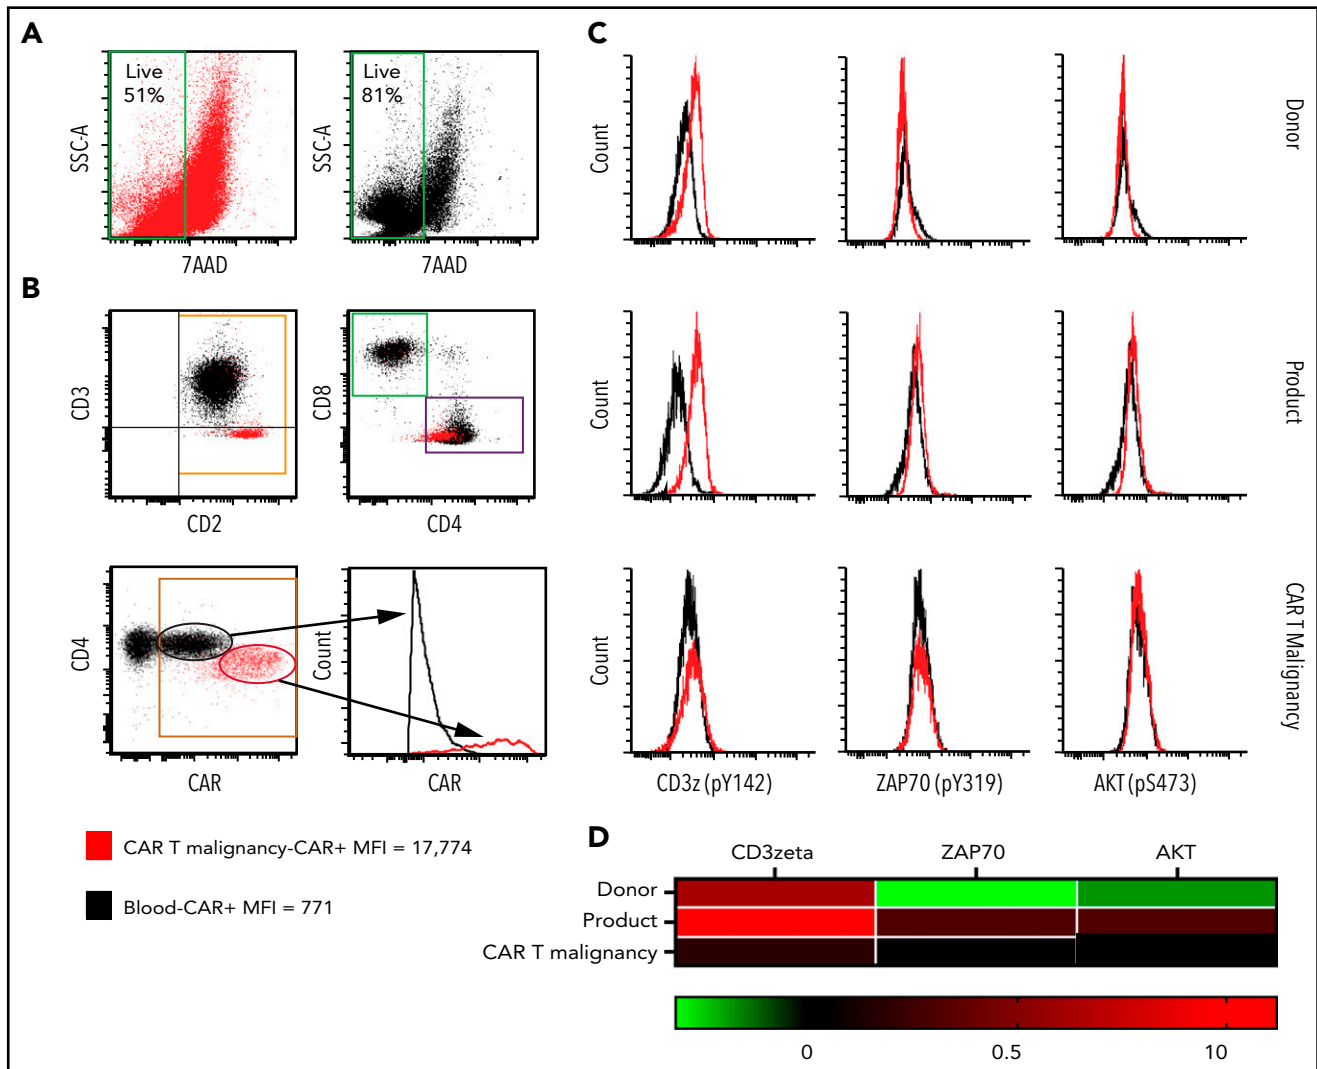 A
Live
51%
SSC-A
7AAD
Live
81%
SSC-A
7AAD
B
CD3
CD2
CD8
CD4
CD4
CAR
Count
CAR
CAR T malignancy-CAR+ MFI = 17,774
Blood-CAR+ MFI = 771
C
Count
Donor
Count
Product
Count
CAR T Malignancy
CD3z (pY142)
ZAP70 (pY319)
AKT (pS473)
D
CD3zeta
ZAP70
AKT
Donor
Product
CAR T malignancy
0
0.5
10